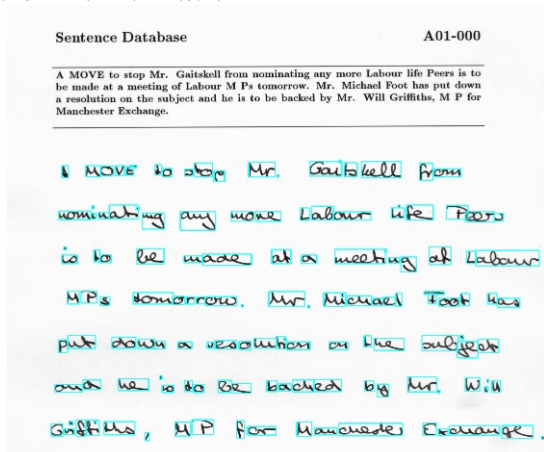 Sentence Database A01-000
A MOVE to stop Mr. Gaitskell from nominating any more Labour life Peers is to
be made at a meeting of Labour M Ps tomorrow. Mr. Michael Foot has put down
a resolution on the subject and he is to be backed by Mr. Will Griffiths, M P for
Manchester Exchange.
A MOVE to stop Mr. Gaitskell from
nominating any more Labour life Peers
is to be made at a meeting of Labour
MPs tomorrow. Mr. Michael Foot has
put down a resolution on the subject
and he is to be backed by Mr. Will
Griffiths, MP for Manchester Exchange.